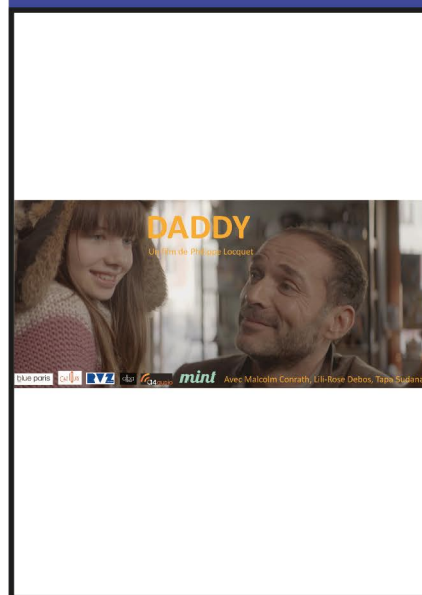 DADDY
Un film de Philippe Locquet
blue paris
RVZ
mint
Avec Malcolm Conrath, Lili-Rose Debos, Tapa Sudana